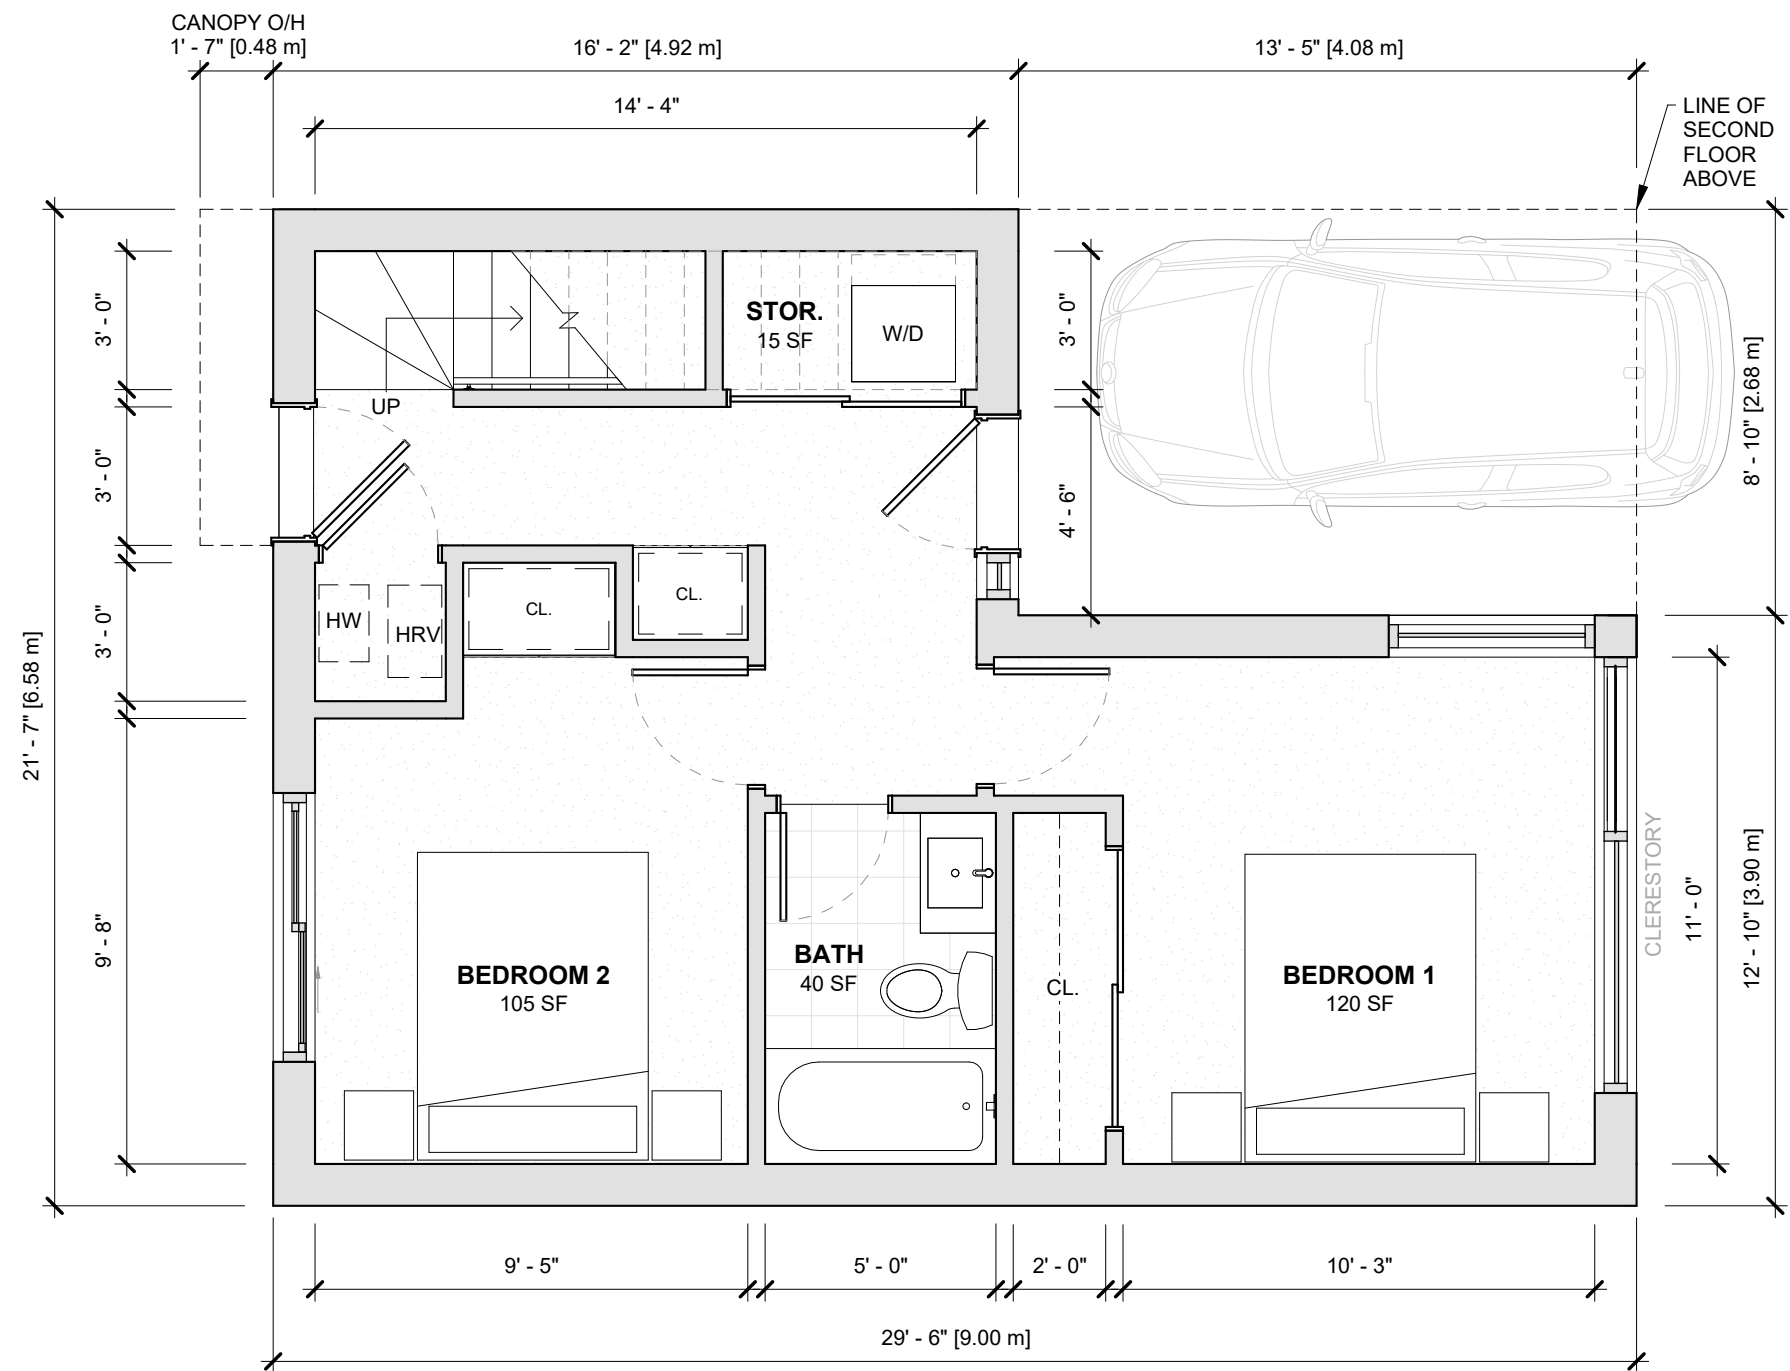 CANOPY O/H
1' - 7" [0.48 m]
16' - 2" [4.92 m]
13' - 5" [4.08 m]
14' - 4"
LINE OF
SECOND
FLOOR
ABOVE
3' - 0"
STOR.
15 SF
W/D
3' - 0"
8' - 10" [2.68 m]
UP
3' - 0"
4' - 6"
21' - 7" [6.58 m]
3' - 0"
HW
HRV
CL.
CL.
CLERESTORY
11' - 0"
12' - 10" [3.90 m]
9' - 8"
BEDROOM 2
105 SF
BATH
40 SF
CL.
BEDROOM 1
120 SF
9' - 5"
5' - 0"
2' - 0"
10' - 3"
29' - 6" [9.00 m]